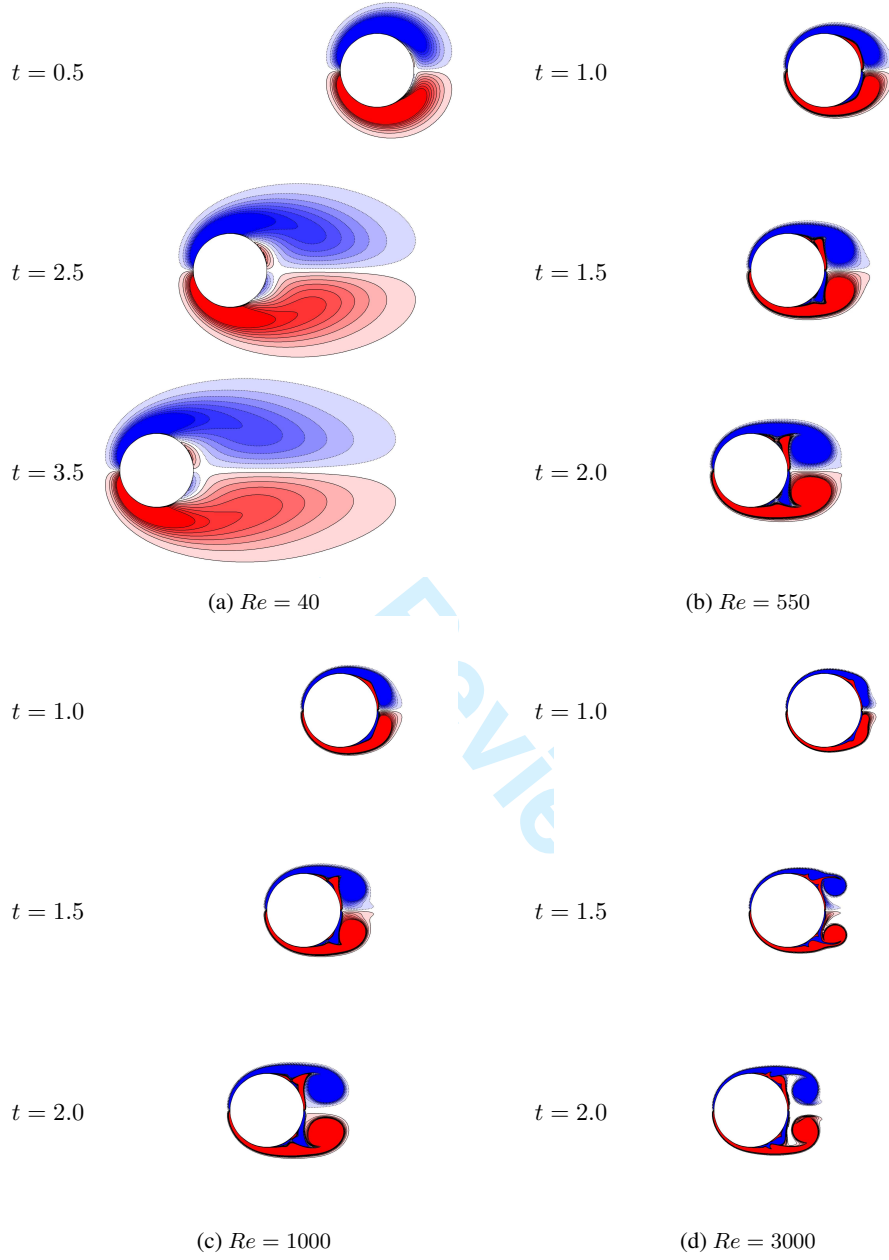 t = 0.5
t = 2.5
t = 3.5
(a) Re = 40
t = 1.0
t = 1.5
t = 2.0
(b) Re = 550
t = 1.0
t = 1.5
t = 2.0
(c) Re = 1000
t = 1.0
t = 1.5
t = 2.0
(d) Re = 3000